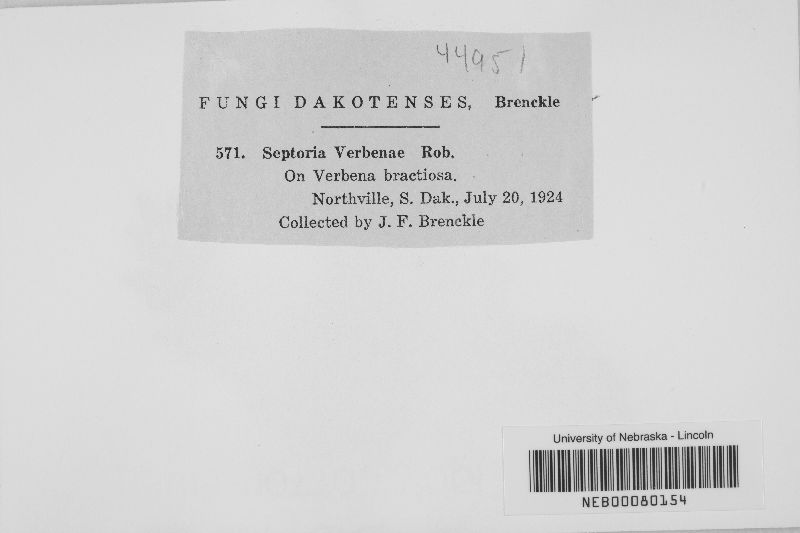 44951
FUNGI DAKOTENSES, Brenckle
571. Septoria Verbenae Rob.
On Verbena bractiosa.
Northville, S. Dak., July 20, 1924
Collected by J. F. Brenckle
University of Nebraska - Lincoln
NEB00080154